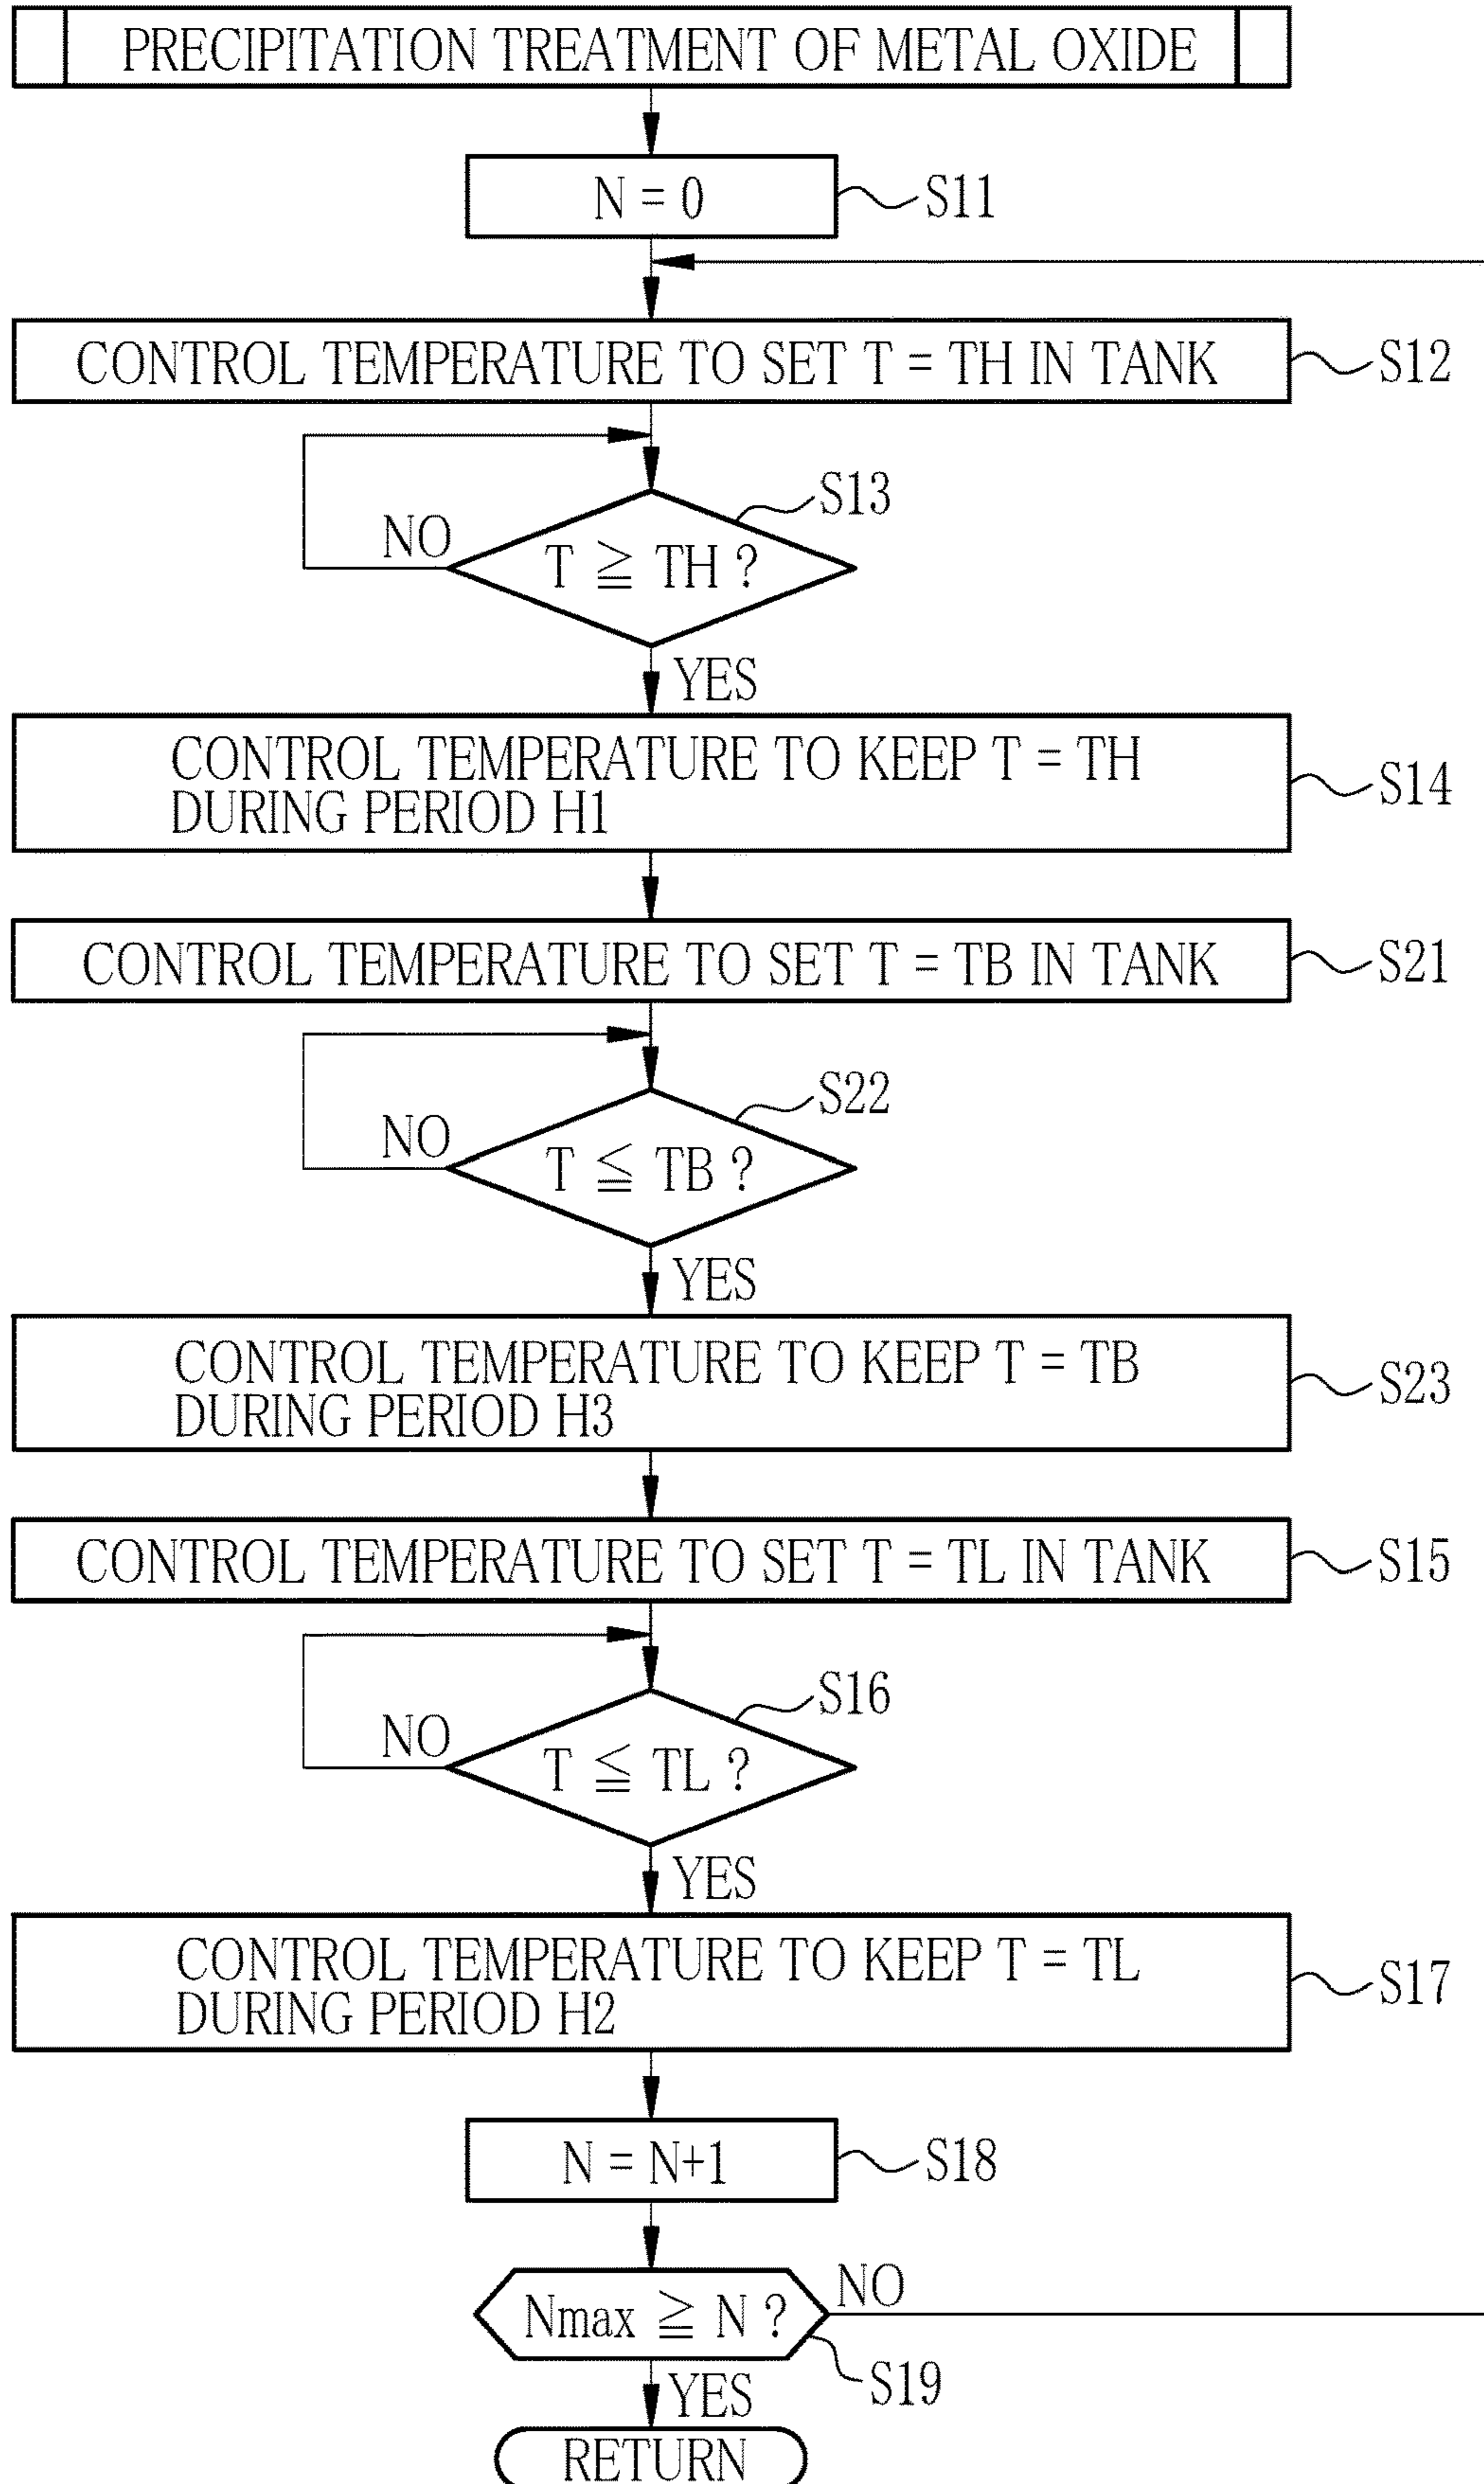 PRECIPITATION TREATMENT OF METAL OXIDE
N = 0
S11
CONTROL TEMPERATURE TO SET T = TH IN TANK
S12
S13
NO
T ≧ TH ?
YES
CONTROL TEMPERATURE TO KEEP T = TH
DURING PERIOD H1
S14
CONTROL TEMPERATURE TO SET T = TB IN TANK
S21
S22
NO
T ≦ TB ?
YES
CONTROL TEMPERATURE TO KEEP T = TB
DURING PERIOD H3
S23
CONTROL TEMPERATURE TO SET T = TL IN TANK
S15
S16
NO
T ≦ TL ?
YES
CONTROL TEMPERATURE TO KEEP T = TL
DURING PERIOD H2
S17
N = N+1
S18
Nmax ≧ N ?
NO
S19
YES
RETURN